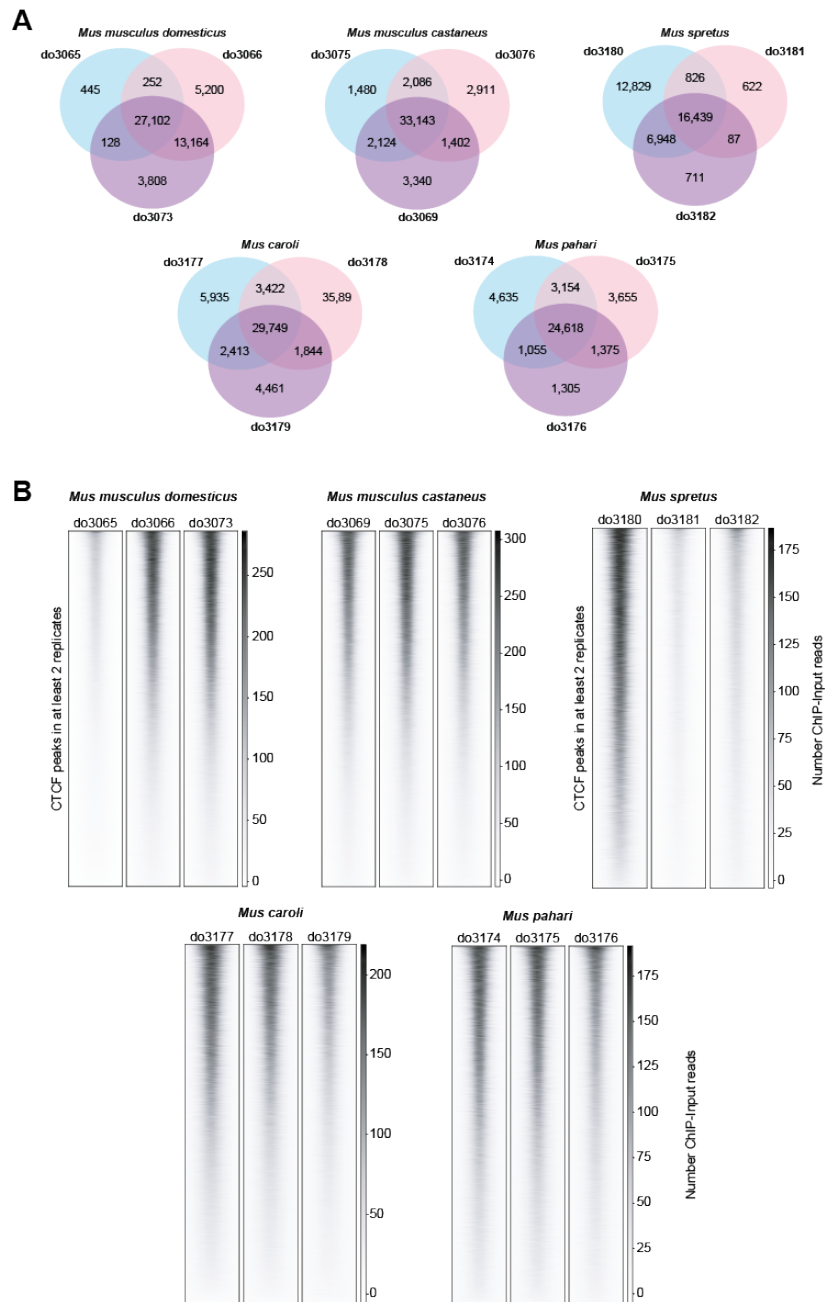 A
Mus musculus domesticus
do3065
do3066
445
252
5,200
27,102
128
13,164
3,808
do3073
Mus musculus castaneus
do3075
do3076
1,480
2,086
2,911
33,143
2,124
1,402
3,340
do3069
Mus spretus
do3180
do3181
12,829
826
622
16,439
6,948
87
711
do3182
Mus caroli
do3177
do3178
5,935
3,422
35,89
29,749
2,413
1,844
4,461
do3179
Mus pahari
do3174
do3175
4,635
3,154
3,655
24,618
1,055
1,375
1,305
do3176
B
Mus musculus domesticus
do3065 do3066 do3073
CTCF peaks in at least 2 replicates
250
200
150
100
50
0
Mus musculus castaneus
do3069 do3075 do3076
300
250
200
150
100
50
0
Mus spretus
do3180 do3181 do3182
CTCF peaks in at least 2 replicates
175
150
125
100
75
50
25
0
Number ChIP-Input reads
Mus caroli
do3177 do3178 do3179
200
150
100
50
0
Mus pahari
do3174 do3175 do3176
175
150
125
100
75
50
25
0
Number ChIP-Input reads